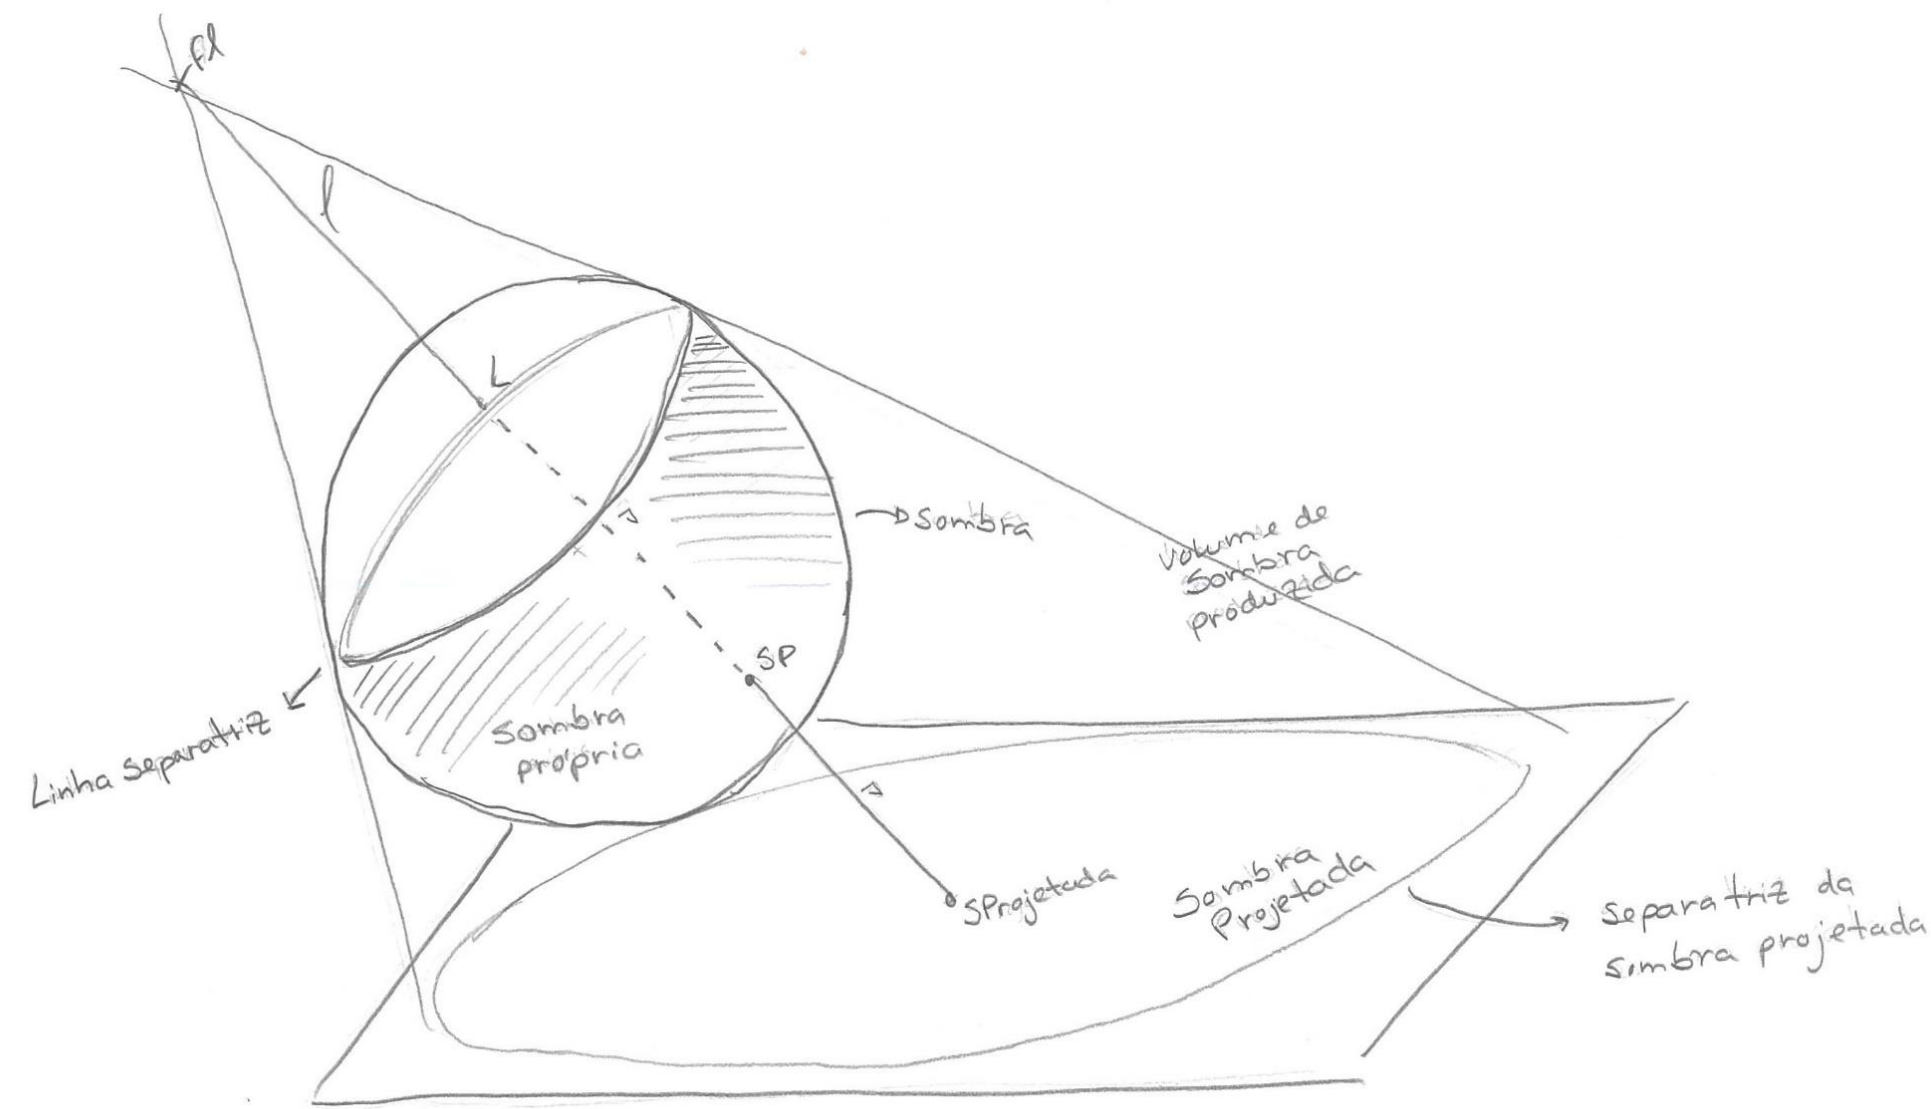 Fl
l
L
s
Sombra
Volume de
Sombra
produzida
SP
Linha separatriz
Sombra
própria
s
SProjetada
Sombra
Projetada
Separatriz da
sombra projetada